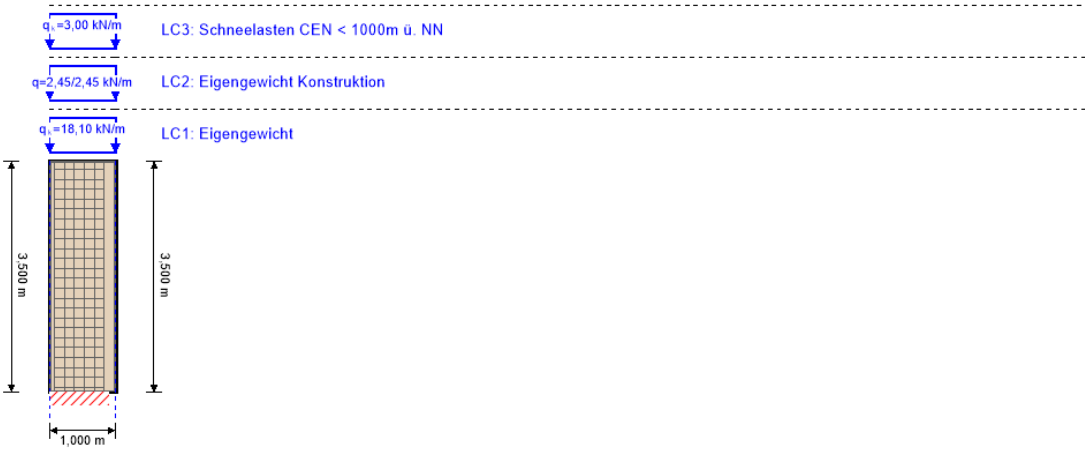 qₖ=3,00 kN/m
LC3: Schneelasten CEN < 1000m ü. NN
q=2,45/2,45 kN/m
LC2: Eigengewicht Konstruktion
qₖ=18,10 kN/m
LC1: Eigengewicht
3,500 m
3,500 m
1,000 m